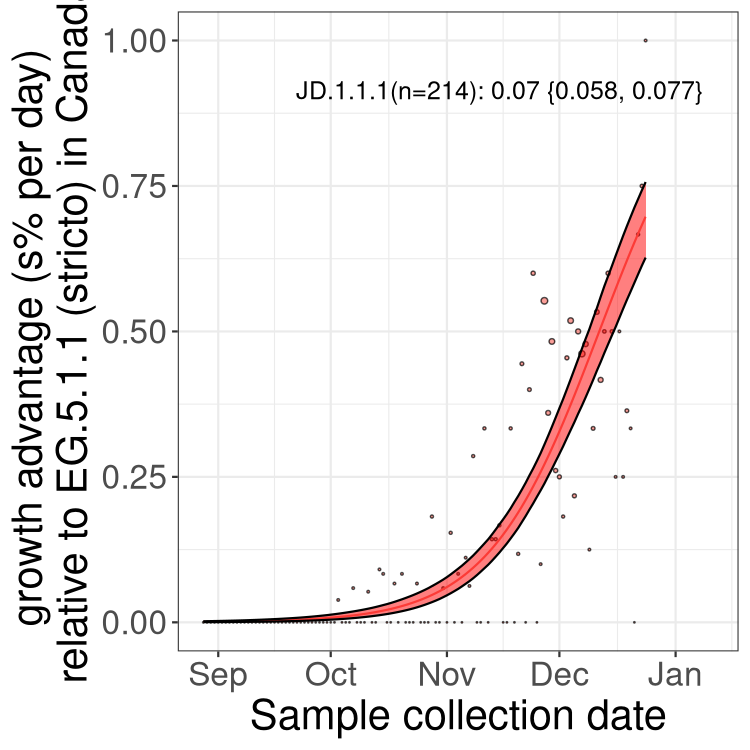 growth advantage (s% per day)
relative to EG.5.1.1 (stricto) in Canada
1.00
0.75
0.50
0.25
0.00
JD.1.1.1(n=214): 0.07 {0.058, 0.077}
Sep Oct Nov Dec Jan
Sample collection date